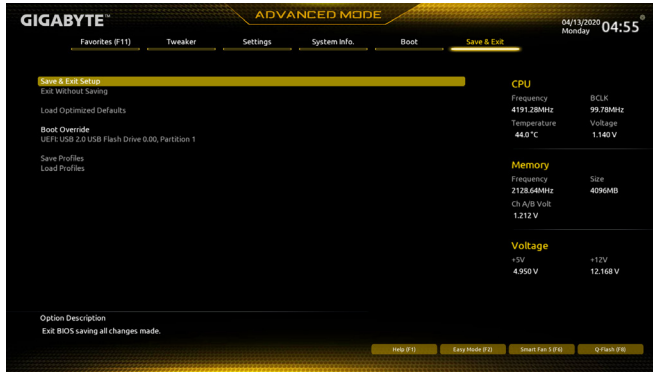 GIGABYTE™
ADVANCED MODE
04/13/2020
Monday
04:55
Favorites (F11) Tweaker Settings System Info. Boot Save & Exit
Save & Exit Setup
Exit Without Saving
Load Optimized Defaults
Boot Override
UEFI: USB 2.0 USB Flash Drive 0.00, Partition 1
Save Profiles
Load Profiles
CPU
Frequency BCLK
4191.28MHz 99.78MHz
Temperature Voltage
44.0 °C 1.140 V
Memory
Frequency Size
2128.64MHz 4096MB
Ch A/B Volt
1.212 V
Voltage
+5V +12V
4.950 V 12.168 V
Option Description
Exit BIOS saving all changes made.
Help (F1) Easy Mode (F2) Smart Fan 5 (F6) Q-Flash (F8)